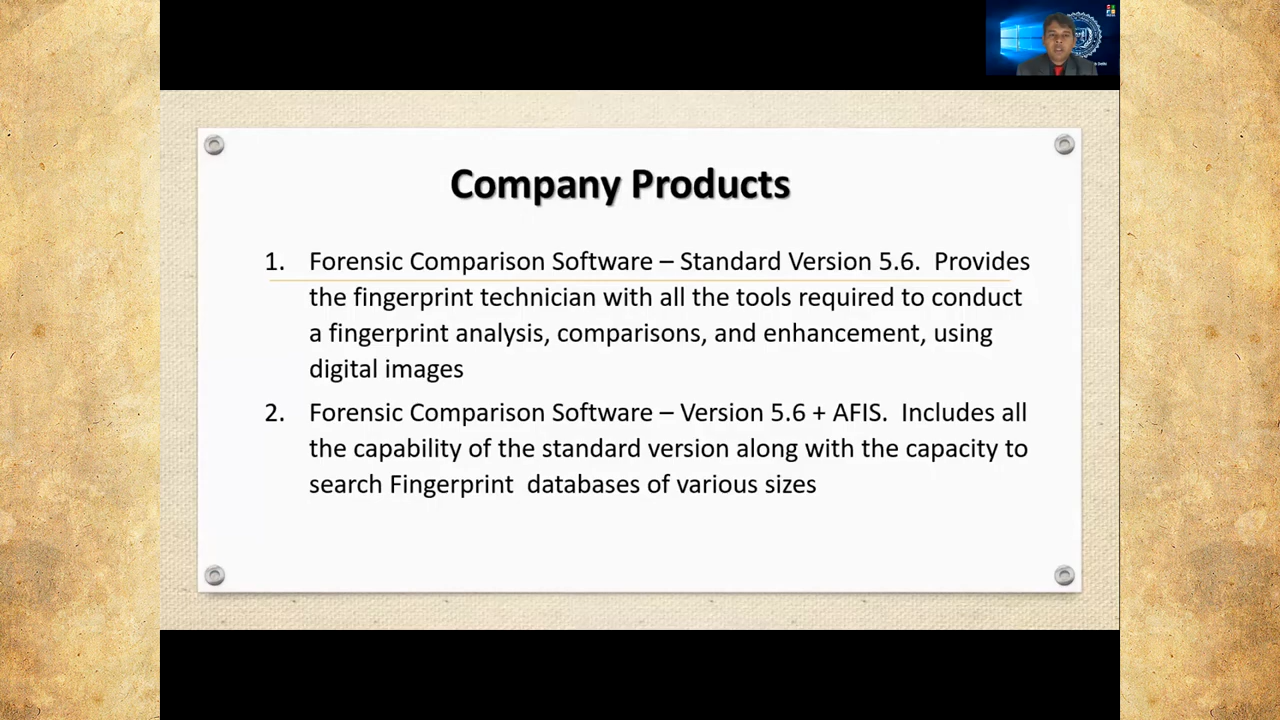 Company Products
1. Forensic Comparison Software – Standard Version 5.6.  Provides
the fingerprint technician with all the tools required to conduct
a fingerprint analysis, comparisons, and enhancement, using
digital images
2. Forensic Comparison Software – Version 5.6 + AFIS.  Includes all
the capability of the standard version along with the capacity to
search Fingerprint  databases of various sizes